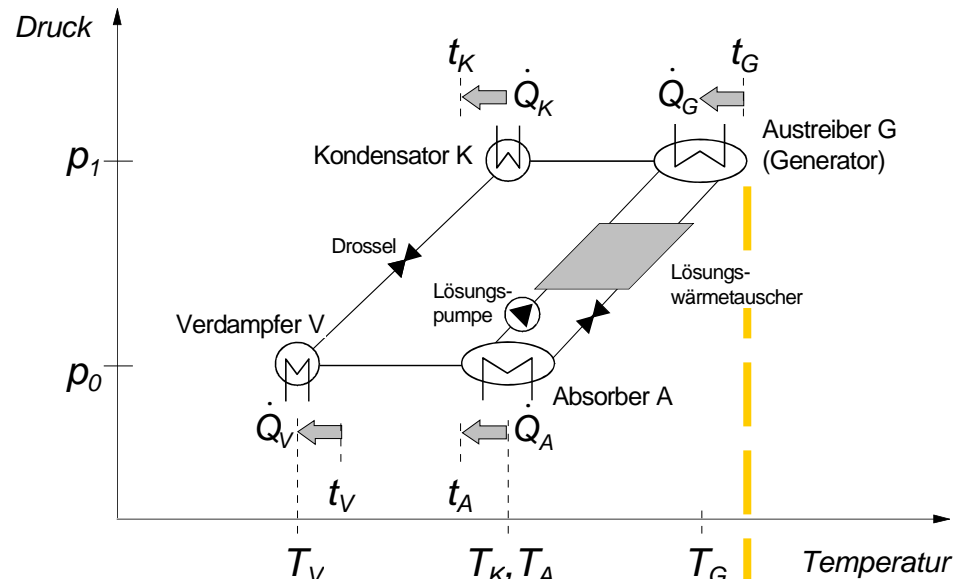 Druck
t_K
Q̇_K
Q̇_G
t_G
Austreiber G
(Generator)
Kondensator K
p_1
Drossel
Lösungs-
pumpe
Lösungs-
wärmetauscher
Verdampfer V
p_0
Absorber A
Q̇_V
Q̇_A
t_V
t_A
T_V
T_K, T_A
T_G
Temperatur